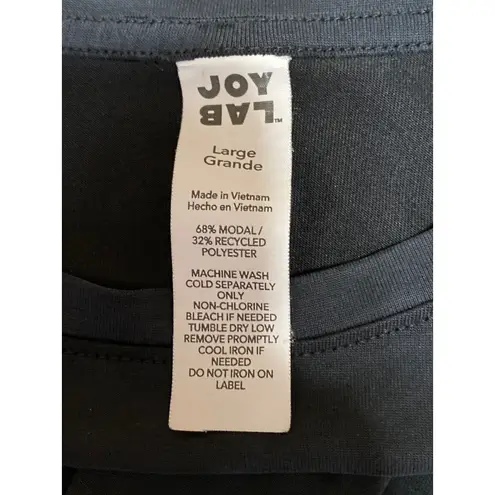 JOY
LAB™
Large
Grande
Made in Vietnam
Hecho en Vietnam
68% MODAL /
32% RECYCLED
POLYESTER
MACHINE WASH
COLD SEPARATELY
ONLY
NON-CHLORINE
BLEACH IF NEEDED
TUMBLE DRY LOW
REMOVE PROMPTLY
COOL IRON IF
NEEDED
DO NOT IRON ON
LABEL